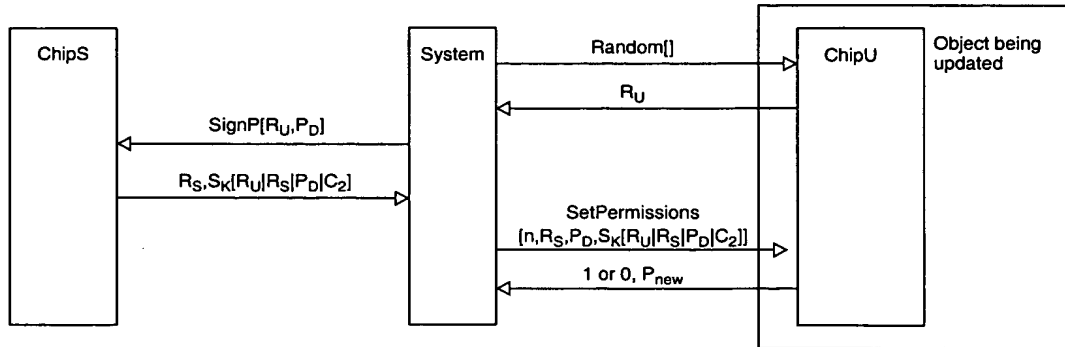 ChipS
System
ChipU
Object being
updated
Random[]
R_U
SignP[R_U,P_D]
R_S,S_K[R_U|R_S|P_D|C_2]
SetPermissions
[n,R_S,P_D,S_K[R_U|R_S|P_D|C_2]]
1 or 0, P_new